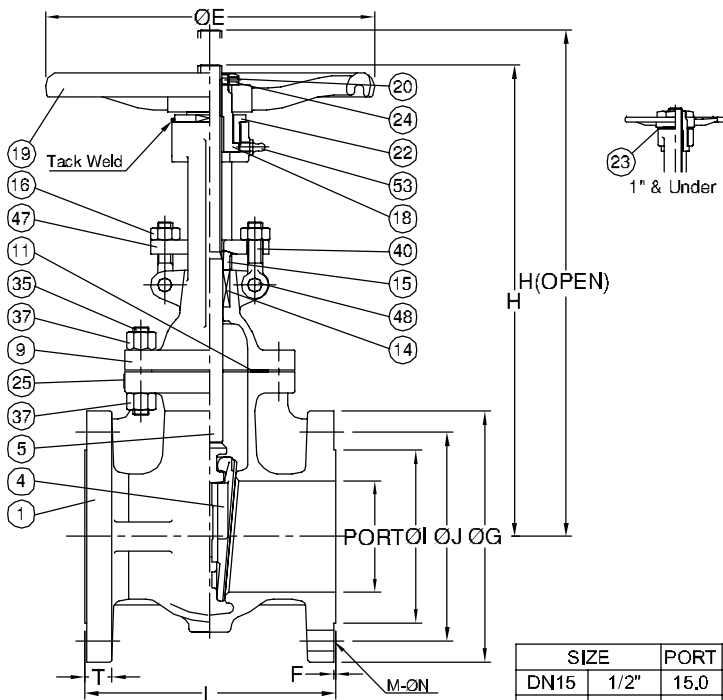 ØE
20
24
22
53
18
40
15
48
14
19
Tack Weld
16
47
11
35
37
9
25
37
5
4
1
23
1" & Under
H(OPEN)
H
PORT ØI ØJ ØG
T
F
L
M-ØN
SIZE PORT
DN15 1/2" 15.0